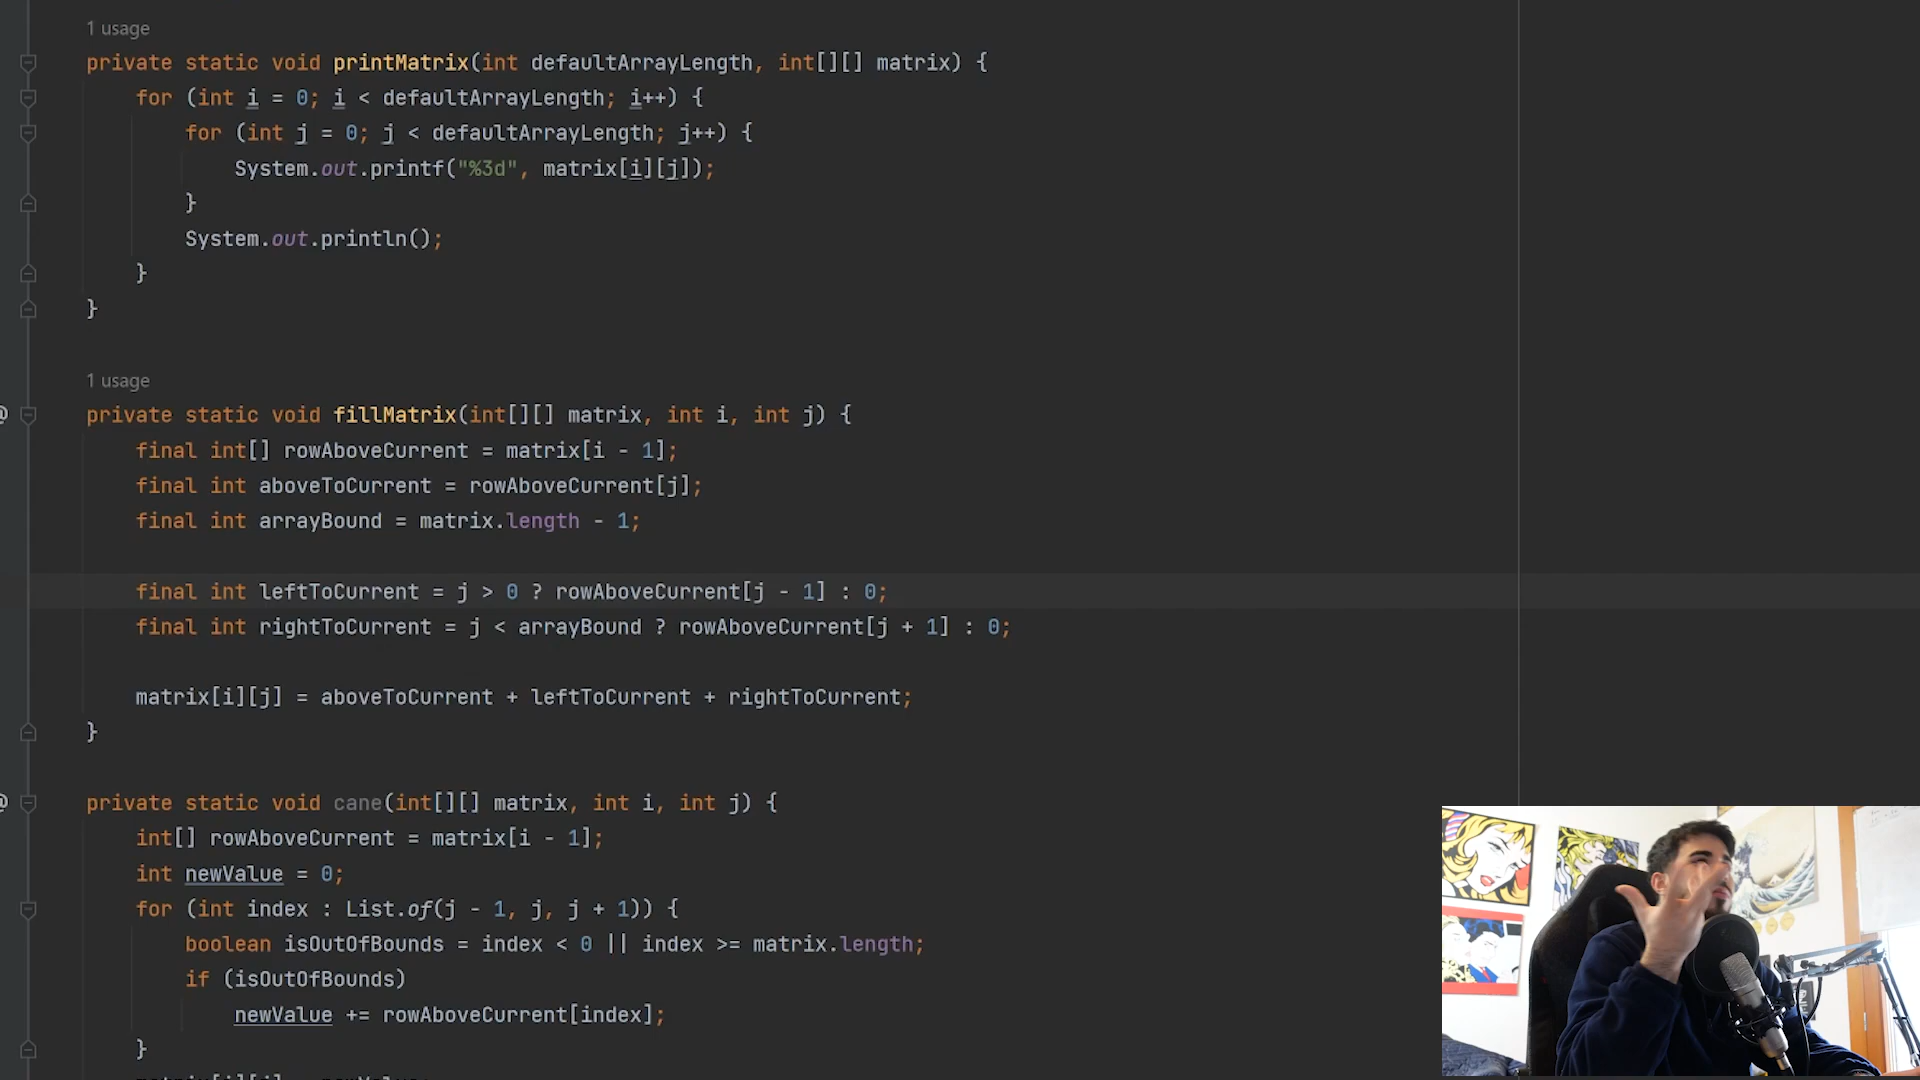 1 usage
private static void printMatrix(int defaultArrayLength, int[][] matrix) {
for (int i = 0; i < defaultArrayLength; i++) {
for (int j = 0; j < defaultArrayLength; j++) {
System.out.printf("%3d", matrix[i][j]);
}
System.out.println();
}
}
1 usage
private static void fillMatrix(int[][] matrix, int i, int j) {
final int[] rowAboveCurrent = matrix[i - 1];
final int aboveToCurrent = rowAboveCurrent[j];
final int arrayBound = matrix.length - 1;
final int leftToCurrent = j > 0 ? rowAboveCurrent[j - 1] : 0;
final int rightToCurrent = j < arrayBound ? rowAboveCurrent[j + 1] : 0;
matrix[i][j] = aboveToCurrent + leftToCurrent + rightToCurrent;
}
private static void cane(int[][] matrix, int i, int j) {
int[] rowAboveCurrent = matrix[i - 1];
int newValue = 0;
for (int index : List.of(j - 1, j, j + 1)) {
boolean isOutOfBounds = index < 0 || index >= matrix.length;
if (isOutOfBounds)
newValue += rowAboveCurrent[index];
}